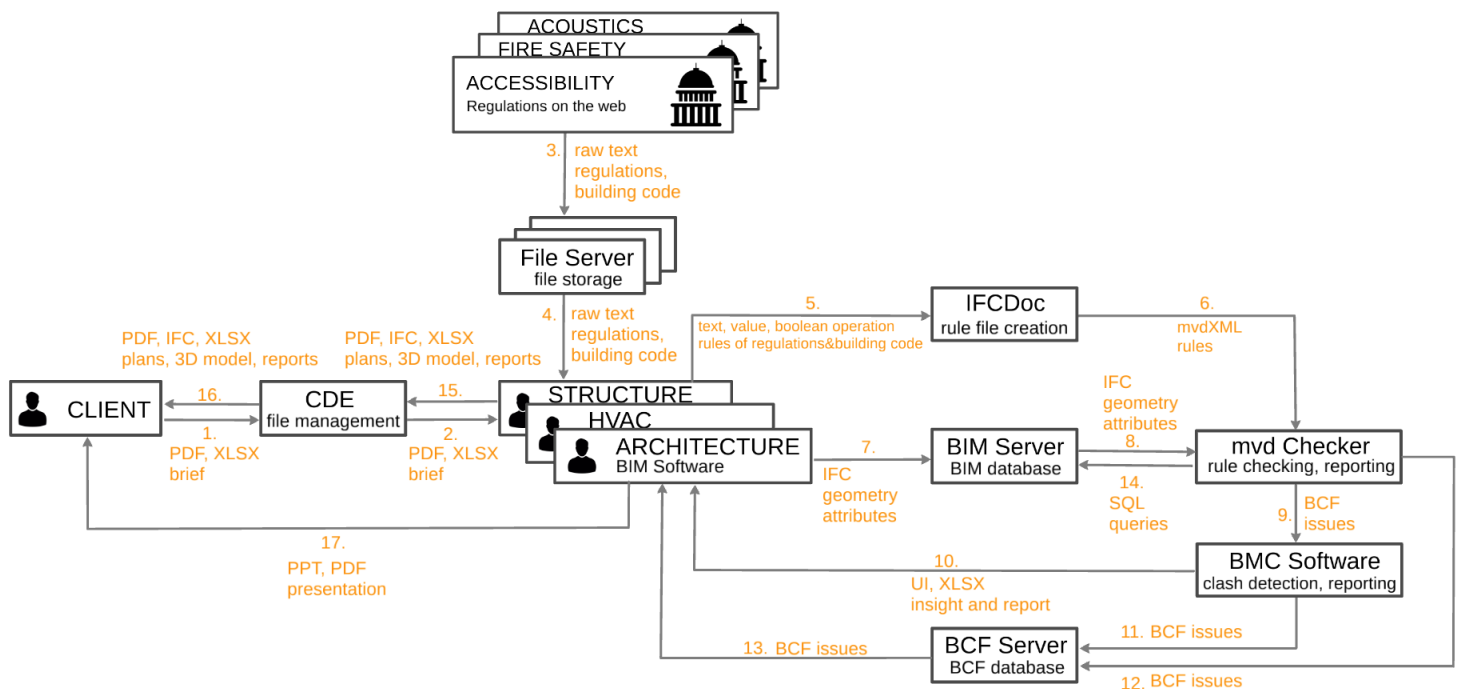 ACOUSTICS
FIRE SAFETY
ACCESSIBILITY
Regulations on the web
3. raw text
regulations,
building code
File Server
file storage
4. raw text
regulations,
building code
5.
text, value, boolean operation
rules of regulations&building code
IFCDoc
rule file creation
6.
mvdXML
rules
PDF, IFC, XLSX
plans, 3D model, reports
PDF, IFC, XLSX
plans, 3D model, reports
CLIENT
16.
1.
PDF, XLSX
brief
CDE
file management
15.
2.
PDF, XLSX
brief
STRUCTURE
HVAC
ARCHITECTURE
BIM Software
7.
IFC
geometry
attributes
BIM Server
BIM database
IFC
geometry
attributes
8.
14.
SQL
queries
mvd Checker
rule checking, reporting
9. BCF
issues
BMC Software
clash detection, reporting
10.
UI, XLSX
insight and report
17.
PPT, PDF
presentation
11. BCF issues
BCF Server
BCF database
13. BCF issues
12. BCF issues